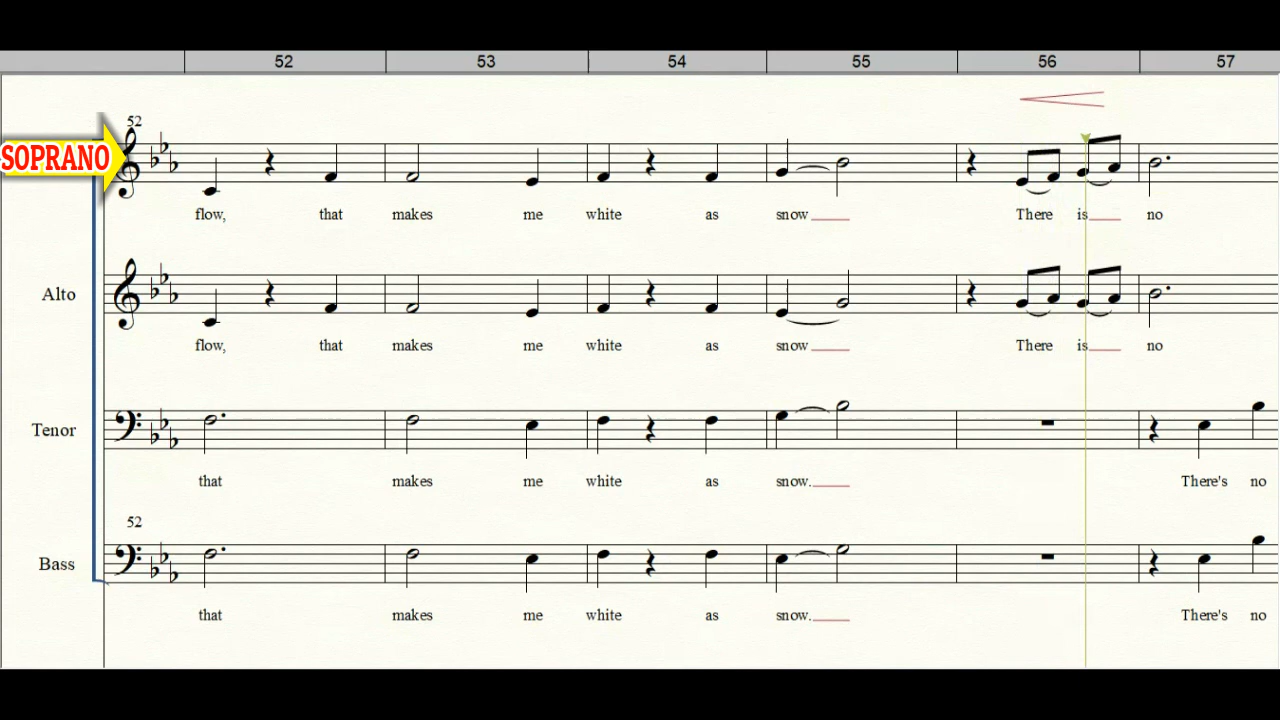 52 53 54 55 56 57
52
SOPRANO
flow, that makes me white as snow There is no
Alto
flow, that makes me white as snow There is no
Tenor
that makes me white as snow. There's no
52
Bass
that makes me white as snow. There's no